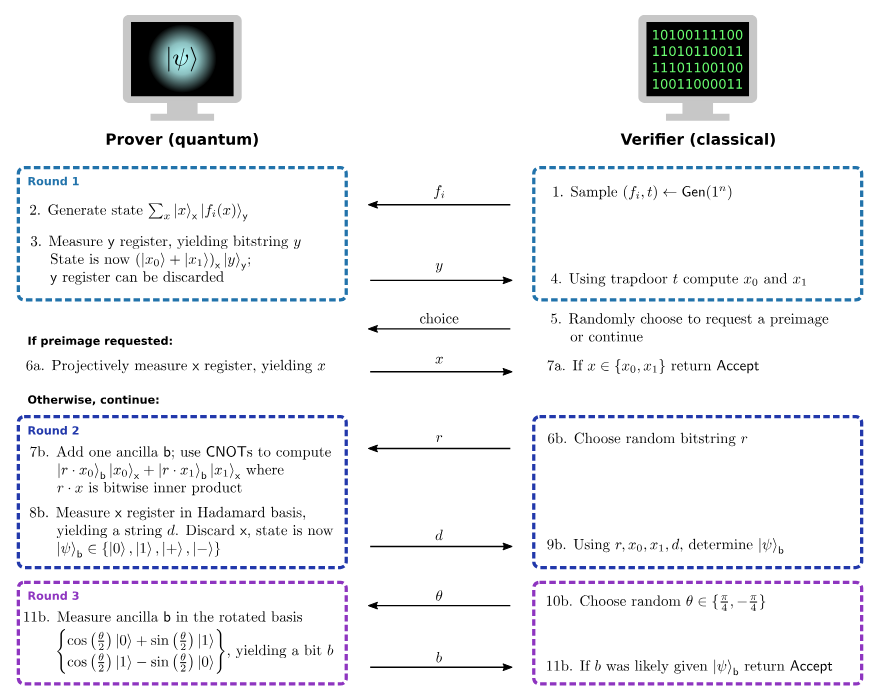 |ψ⟩
10100111100
11010110011
11101100100
10011000011
Prover (quantum)
Verifier (classical)
Round 1
f_i
1. Sample (f_i, t) ← Gen(1^n)
2. Generate state ∑_x |x⟩_x |f_i(x)⟩_y
3. Measure y register, yielding bitstring y
State is now (|x_0⟩ + |x_1⟩)_x |y⟩_y;
y register can be discarded
y
4. Using trapdoor t compute x_0 and x_1
choice
5. Randomly choose to request a preimage
or continue
If preimage requested:
6a. Projectively measure x register, yielding x
x
7a. If x ∈ {x_0, x_1} return Accept
Otherwise, continue:
Round 2
r
6b. Choose random bitstring r
7b. Add one ancilla b; use CNOTs to compute
|r · x_0⟩_b |x_0⟩_x + |r · x_1⟩_b |x_1⟩_x where
r · x is bitwise inner product
8b. Measure x register in Hadamard basis,
yielding a string d. Discard x, state is now
|ψ⟩_b ∈ {|0⟩, |1⟩, |+⟩, |−⟩}
d
9b. Using r, x_0, x_1, d, determine |ψ⟩_b
Round 3
θ
10b. Choose random θ ∈ {π/4, −π/4}
11b. Measure ancilla b in the rotated basis
{cos(θ/2)|0⟩ + sin(θ/2)|1⟩
cos(θ/2)|1⟩ − sin(θ/2)|0⟩}, yielding a bit b
b
11b. If b was likely given |ψ⟩_b return Accept